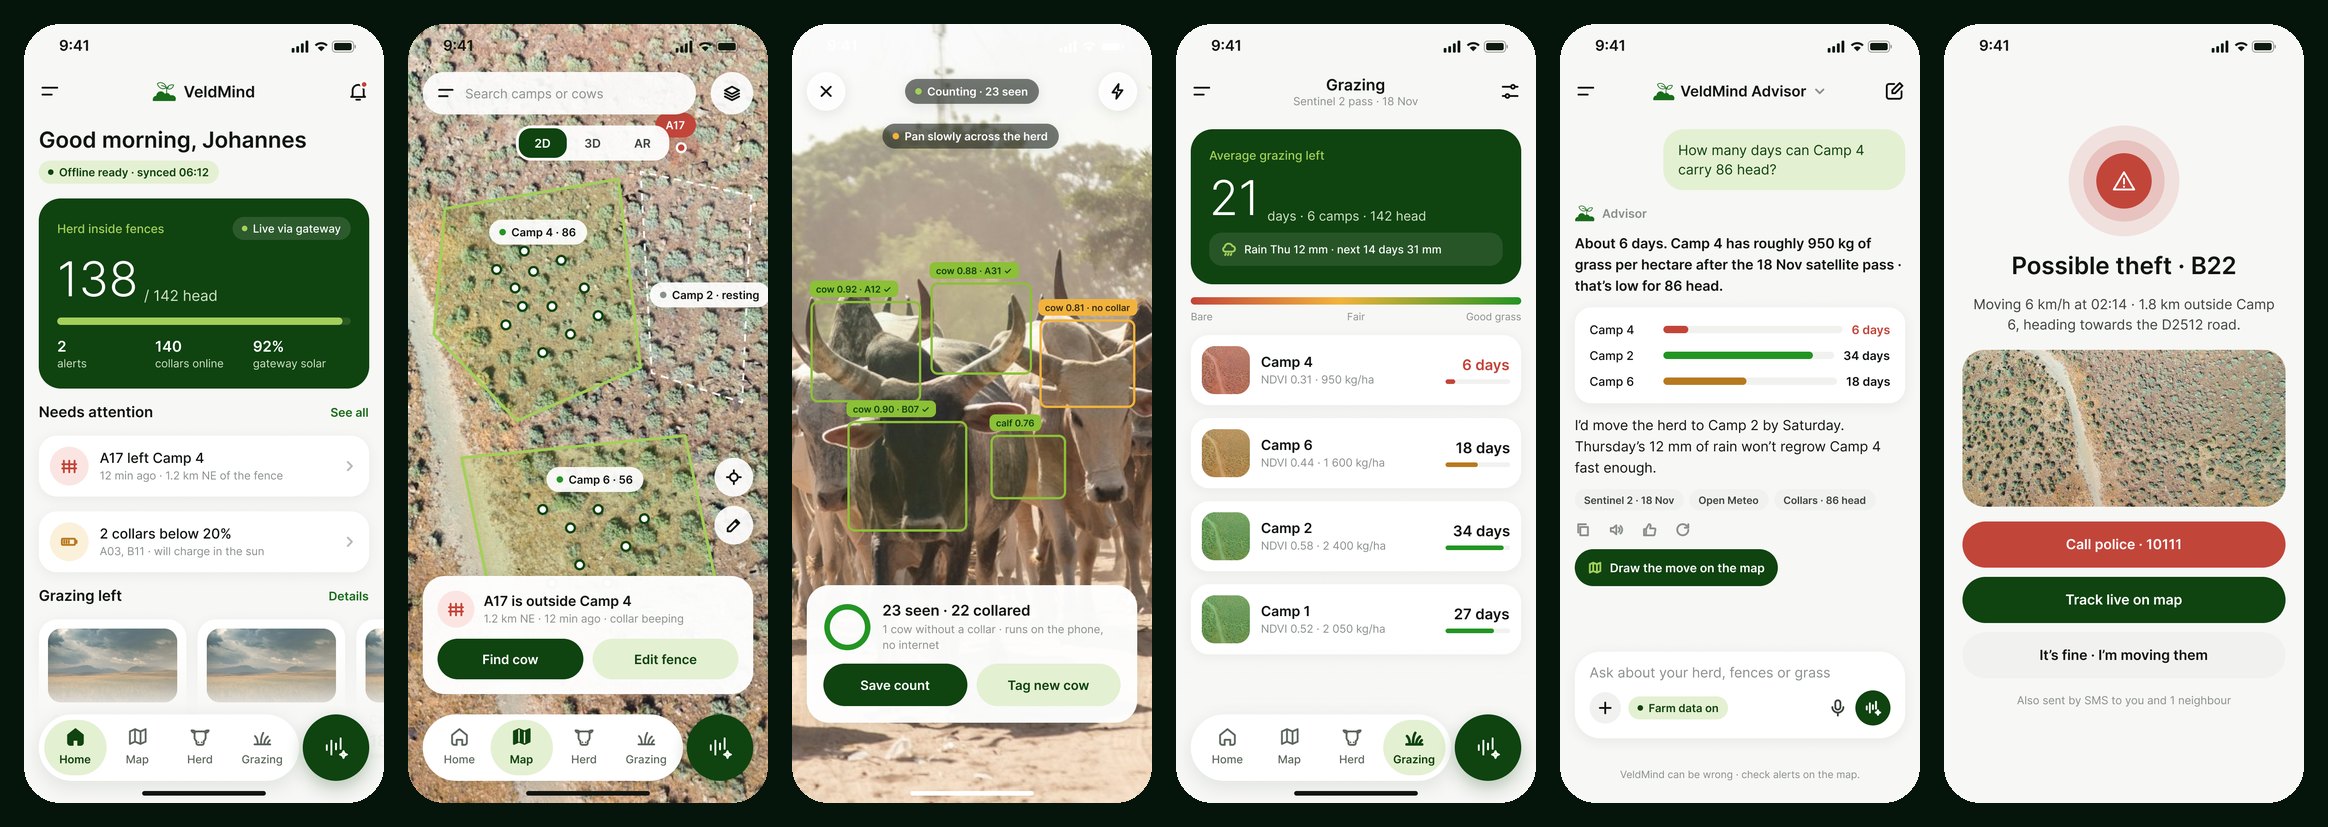 9:41
VeldMind
Good morning, Johannes
Offline ready · synced 06:12
Herd inside fences
Live via gateway
138 / 142 head
2
alerts
140
collars online
92%
gateway solar
Needs attention
See all
A17 left Camp 4
12 min ago · 1.2 km NE of the fence
2 collars below 20%
A03, B11 · will charge in the sun
Grazing left
Details
Home
Map
Herd
Grazing
9:41
Search camps or cows
A17
2D
3D
AR
Camp 4 · 86
Camp 2 · resting
Camp 6 · 56
A17 is outside Camp 4
1.2 km NE · 12 min ago · collar beeping
Find cow
Edit fence
Home
Map
Herd
Grazing
9:41
Counting · 23 seen
Pan slowly across the herd
cow 0.88 · A31 ✓
cow 0.92 · A12 ✓
cow 0.81 · no collar
cow 0.90 · B07 ✓
calf 0.76
23 seen · 22 collared
1 cow without a collar · runs on the phone,
no internet
Save count
Tag new cow
9:41
Grazing
Sentinel 2 pass · 18 Nov
Average grazing left
21 days · 6 camps · 142 head
Rain Thu 12 mm · next 14 days 31 mm
Bare
Fair
Good grass
Camp 4
NDVI 0.31 · 950 kg/ha
6 days
Camp 6
NDVI 0.44 · 1 600 kg/ha
18 days
Camp 2
NDVI 0.58 · 2 400 kg/ha
34 days
Camp 1
NDVI 0.52 · 2 050 kg/ha
27 days
Home
Map
Herd
Grazing
9:41
VeldMind Advisor
How many days can Camp 4
carry 86 head?
Advisor
About 6 days. Camp 4 has roughly 950 kg of
grass per hectare after the 18 Nov satellite pass ·
that's low for 86 head.
Camp 4
6 days
Camp 2
34 days
Camp 6
18 days
I'd move the herd to Camp 2 by Saturday.
Thursday's 12 mm of rain won't regrow Camp 4
fast enough.
Sentinel 2 · 18 Nov
Open Meteo
Collars · 86 head
Draw the move on the map
Ask about your herd, fences or grass
Farm data on
VeldMind can be wrong · check alerts on the map.
9:41
Possible theft · B22
Moving 6 km/h at 02:14 · 1.8 km outside Camp
6, heading towards the D2512 road.
Call police · 10111
Track live on map
It's fine · I'm moving them
Also sent by SMS to you and 1 neighbour